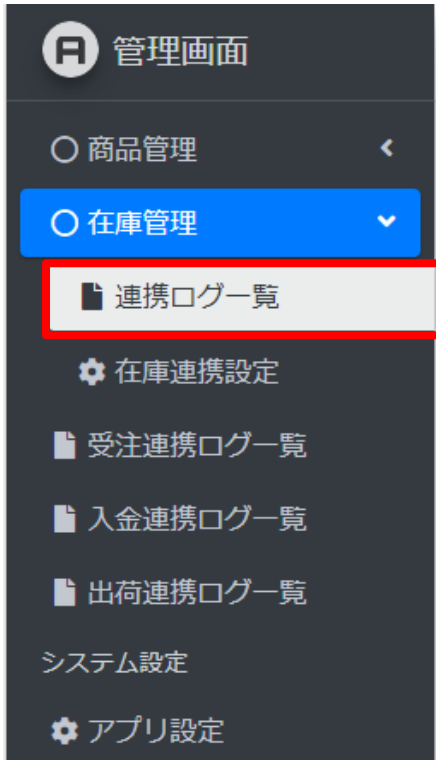 管理画面
商品管理
在庫管理
連携ログ一覧
在庫連携設定
受注連携ログ一覧
入金連携ログ一覧
出荷連携ログ一覧
システム設定
アプリ設定